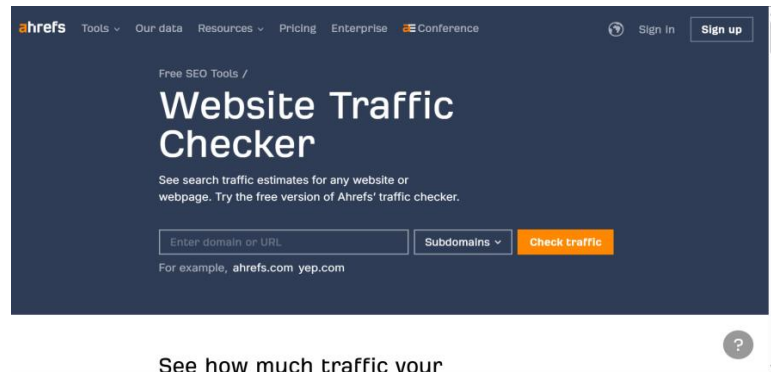 ahrefs Tools Our data Resources Pricing Enterprise aE Conference Sign in Sign up
Free SEO Tools /
Website Traffic
Checker
See search traffic estimates for any website or
webpage. Try the free version of Ahrefs' traffic checker.
Enter domain or URL Subdomains Check traffic
For example, ahrefs.com yep.com
?
See how much traffic your